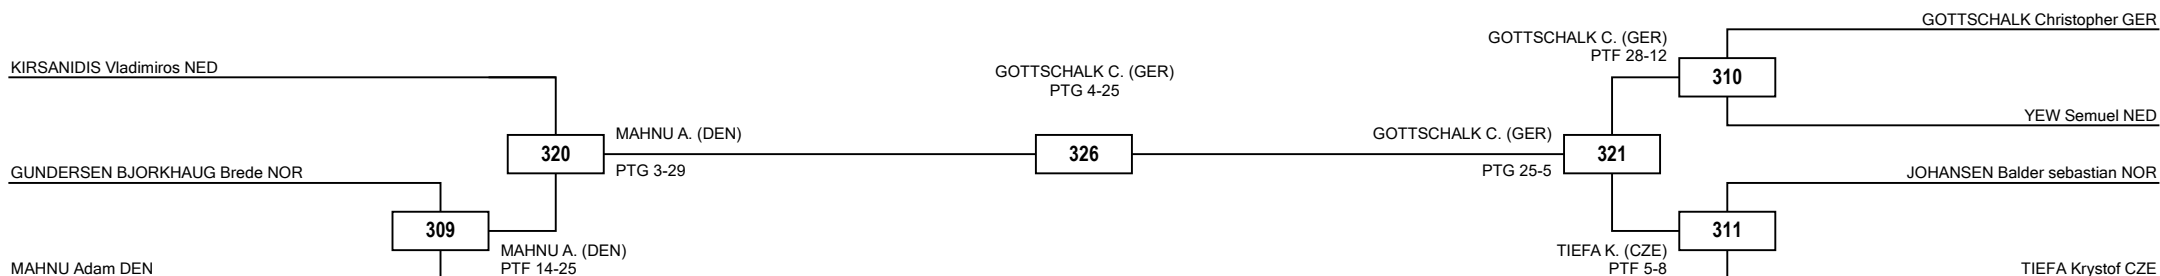 GOTTSCHALK Christopher GER
GOTTSCHALK C. (GER)
PTF 28-12
KIRSANIDIS Vladimiros NED
GOTTSCHALK C. (GER)
PTG 4-25
310
YEW Semuel NED
MAHNU A. (DEN)
GOTTSCHALK C. (GER)
320
326
321
PTG 3-29
PTG 25-5
GUNDERSEN BJORKHAUG Brede NOR
JOHANSEN Balder sebastian NOR
309
311
MAHNU A. (DEN)
TIEFA K. (CZE)
MAHNU Adam DEN
PTF 14-25
PTF 5-8
TIEFA Krystof CZE